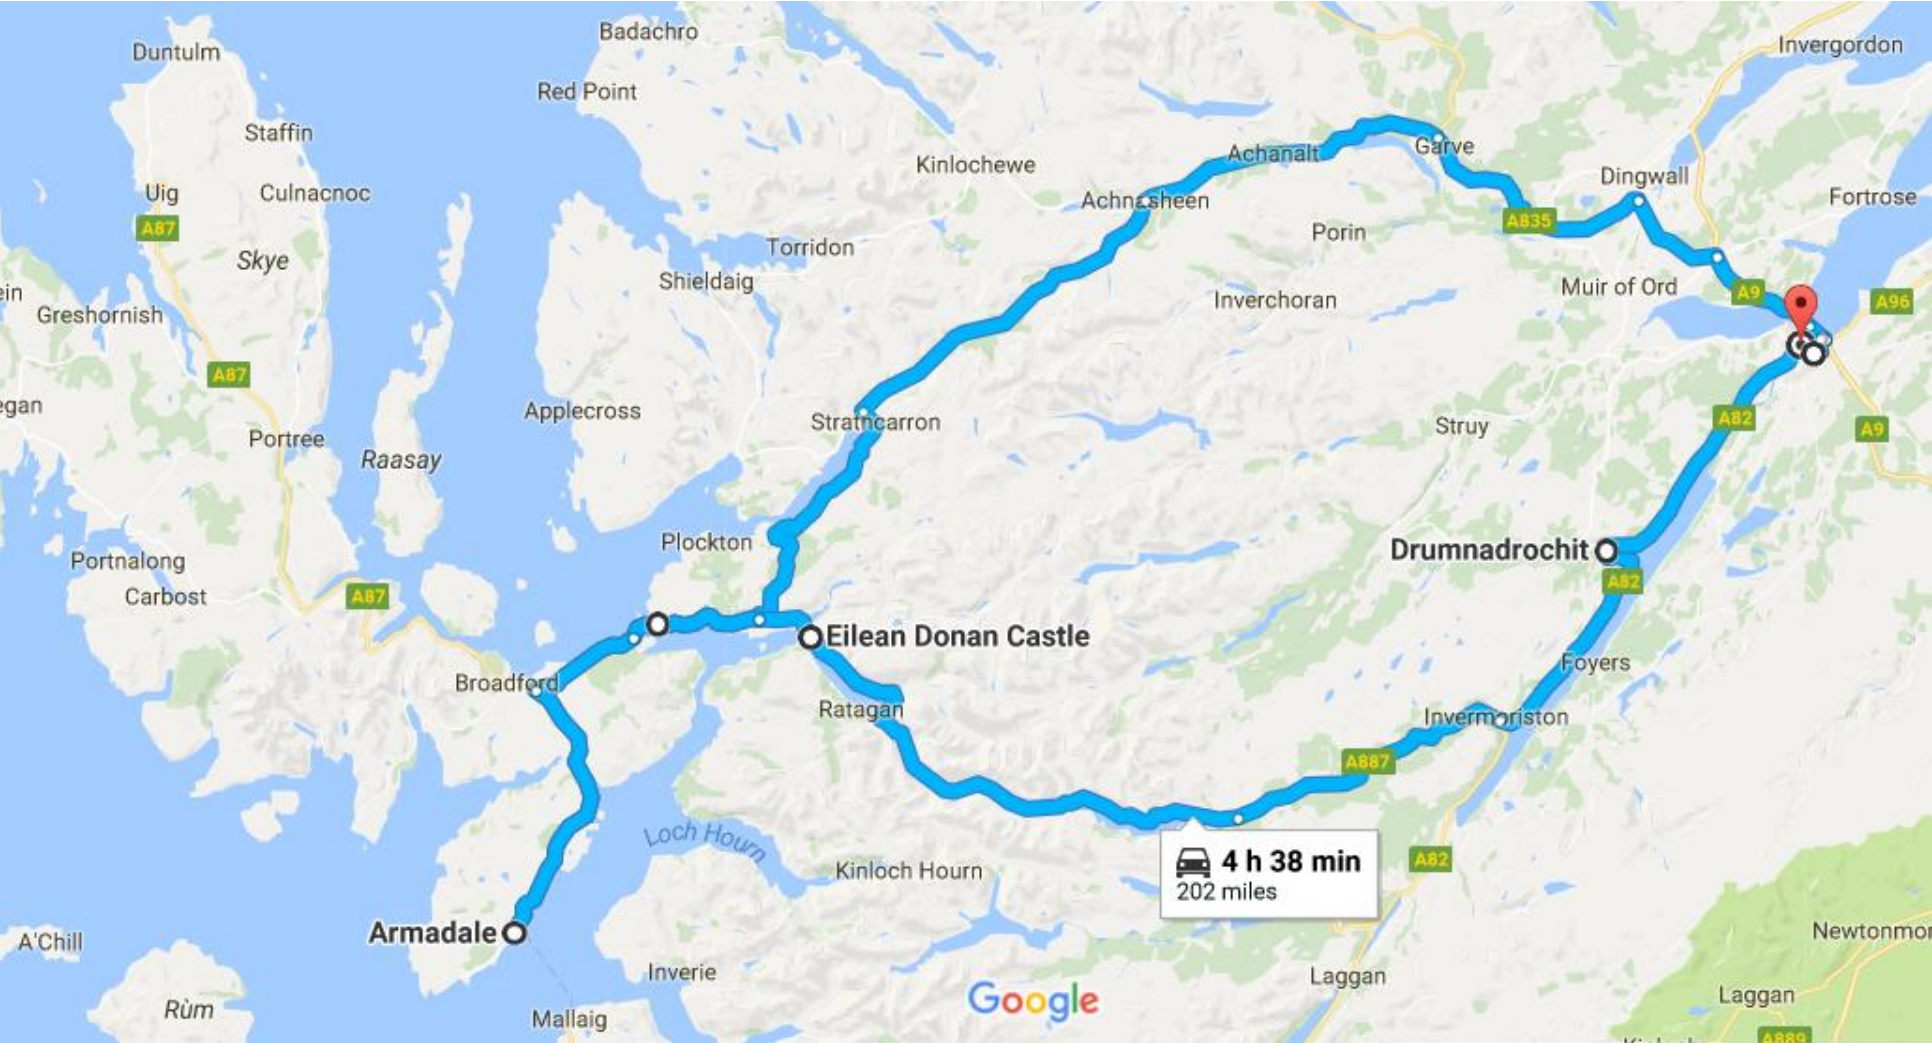 Badachro
Invergordon
Duntulm
Red Point
Staffin
Garve
Achanalt
Kinlochewe
Dingwall
Uig
Culnacnoc
Achnasheen
Fortrose
A87
A835
Porin
Torridon
Skye
Shieldaig
Muir of Ord
ein
A9
Inverchoran
A96
Greshornish
A87
egan
Applecross
A82
Strathcarron
Struy
A9
Portree
Raasay
Plockton
Drumnadrochit
Portnalong
A82
Carbost
A87
Eilean Donan Castle
Foyers
Broadford
Ratagan
Invermoriston
A887
Loch Hourn
4 h 38 min
202 miles
A82
Kinloch Hourn
Armadale
Newtonmor
A'Chill
Inverie
Laggan
Laggan
Google
Rùm
Mallaig
A889